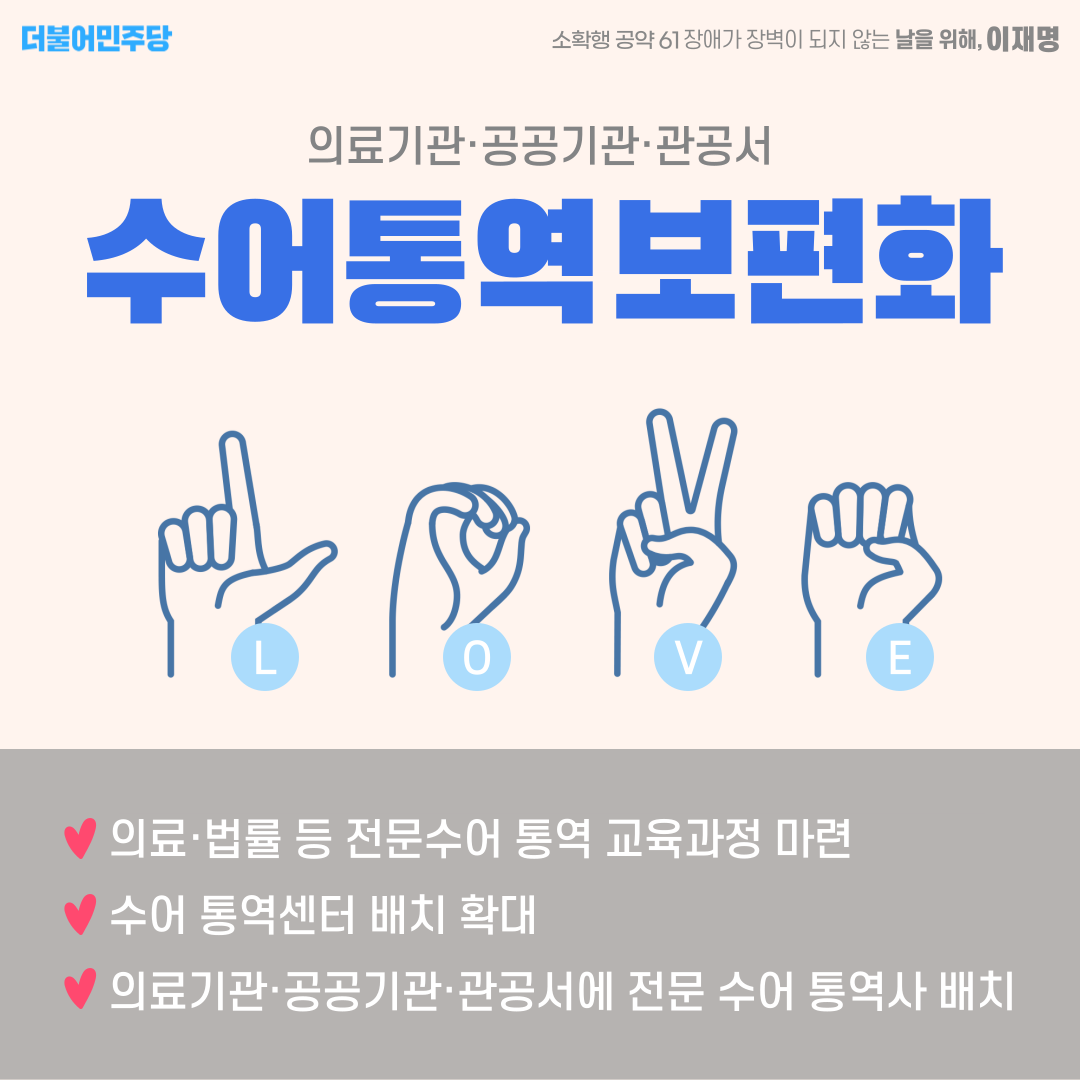 더불어민주당
소확행 공약 61 장애가 장벽이 되지 않는 날을 위해, 이재명
의료기관·공공기관·관공서
수어통역 보편화
L O V E
의료·법률 등 전문수어 통역 교육과정 마련
수어 통역센터 배치 확대
의료기관·공공기관·관공서에 전문 수어 통역사 배치